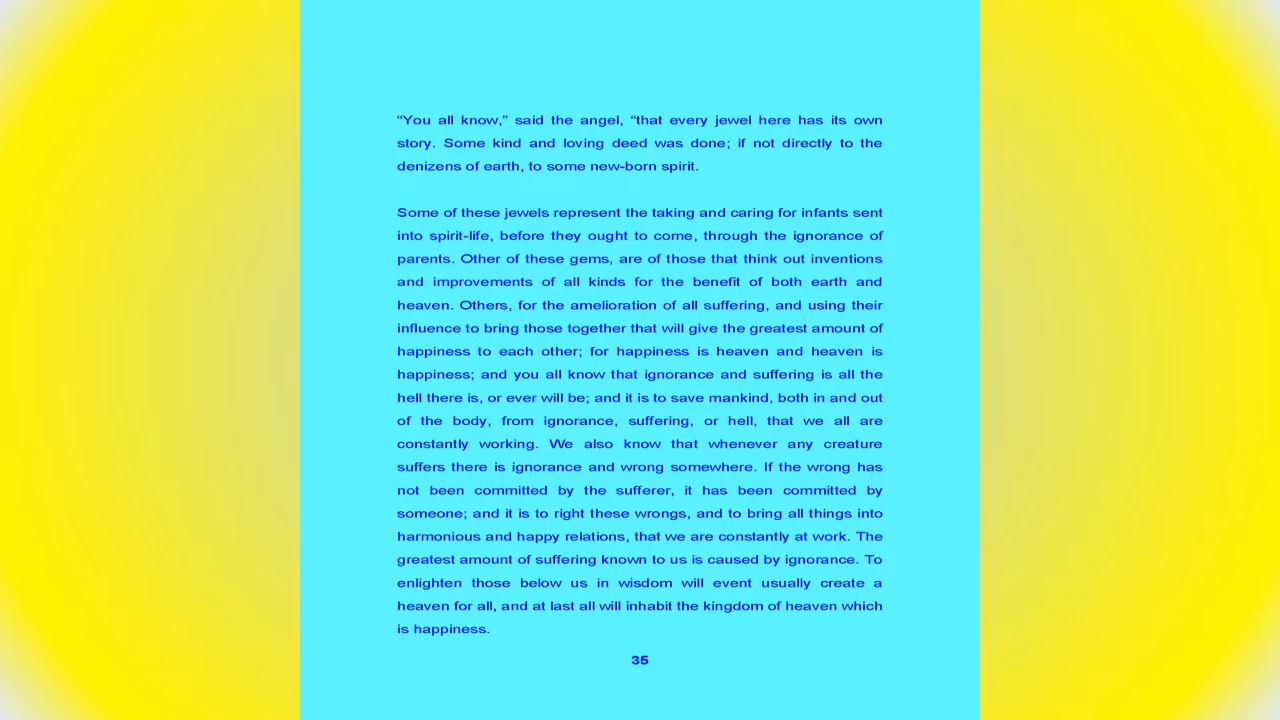 “You all know,” said the angel, “that every jewel here has its own
story. Some kind and loving deed was done; if not directly to the
denizens of earth, to some new-born spirit.
Some of these jewels represent the taking and caring for infants sent
into spirit-life, before they ought to come, through the ignorance of
parents. Other of these gems, are of those that think out inventions
and improvements of all kinds for the benefit of both earth and
heaven. Others, for the amelioration of all suffering, and using their
influence to bring those together that will give the greatest amount of
happiness to each other; for happiness is heaven and heaven is
happiness; and you all know that ignorance and suffering is all the
hell there is, or ever will be; and it is to save mankind, both in and out
of the body, from ignorance, suffering, or hell, that we all are
constantly working. We also know that whenever any creature
suffers there is ignorance and wrong somewhere. If the wrong has
not been committed by the sufferer, it has been committed by
someone; and it is to right these wrongs, and to bring all things into
harmonious and happy relations, that we are constantly at work. The
greatest amount of suffering known to us is caused by ignorance. To
enlighten those below us in wisdom will event usually create a
heaven for all, and at last all will inhabit the kingdom of heaven which
is happiness.
35